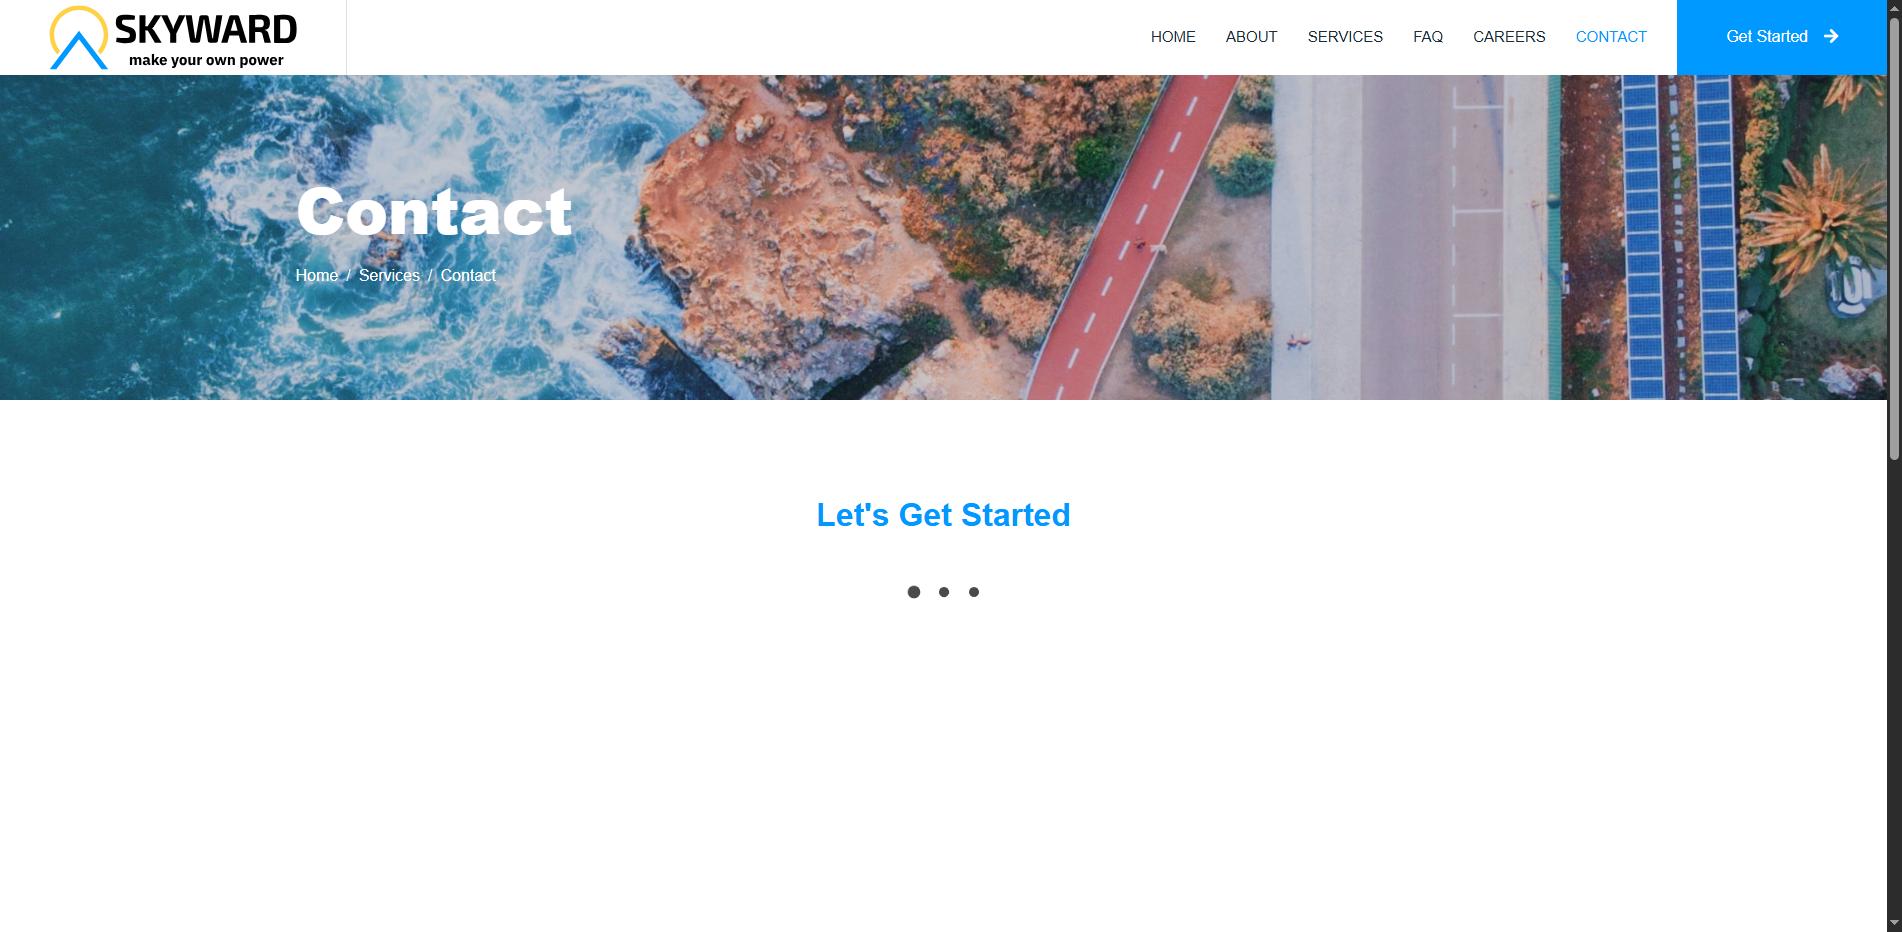 SKYWARD
make your own power
HOME ABOUT SERVICES FAQ CAREERS CONTACT Get Started
Contact
Home / Services / Contact
Let's Get Started